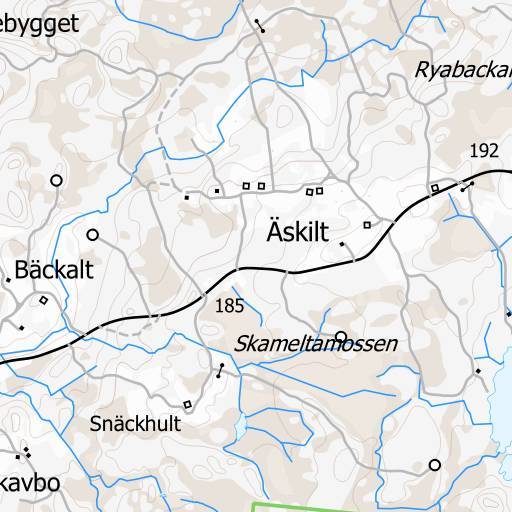 ebygget
Ryabackar
192
Äskilt
Bäckalt
185
Skameltamossen
Snäckhult
kavbo